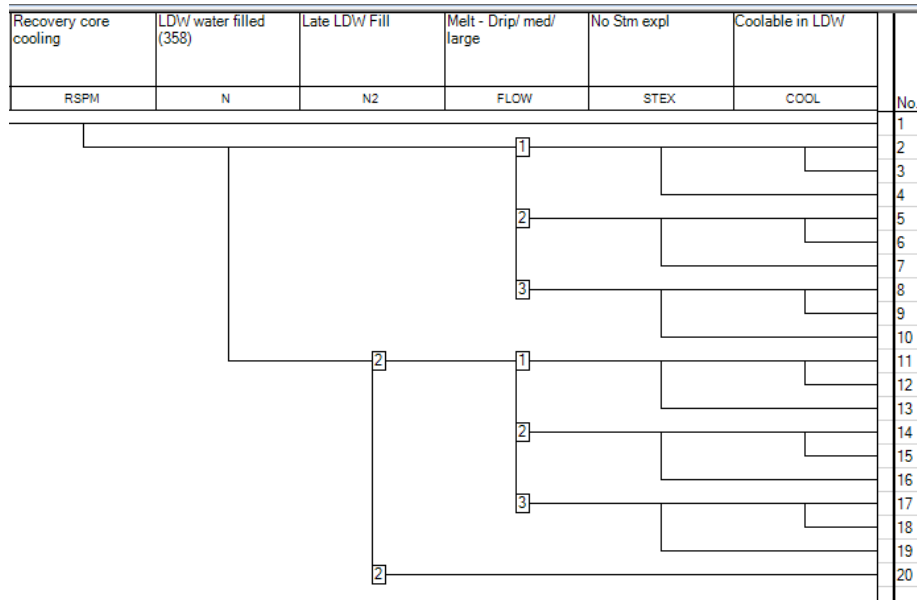 Recovery core
cooling
LDW water filled
(358)
Late LDW Fill
Melt - Drip/ med/
large
No Stm expl
Coolable in LDW
RSPM
N
N2
FLOW
STEX
COOL
No.
1
1
2
3
4
2
5
6
7
3
8
9
10
2
1
11
12
13
2
14
15
16
3
17
18
19
2
20